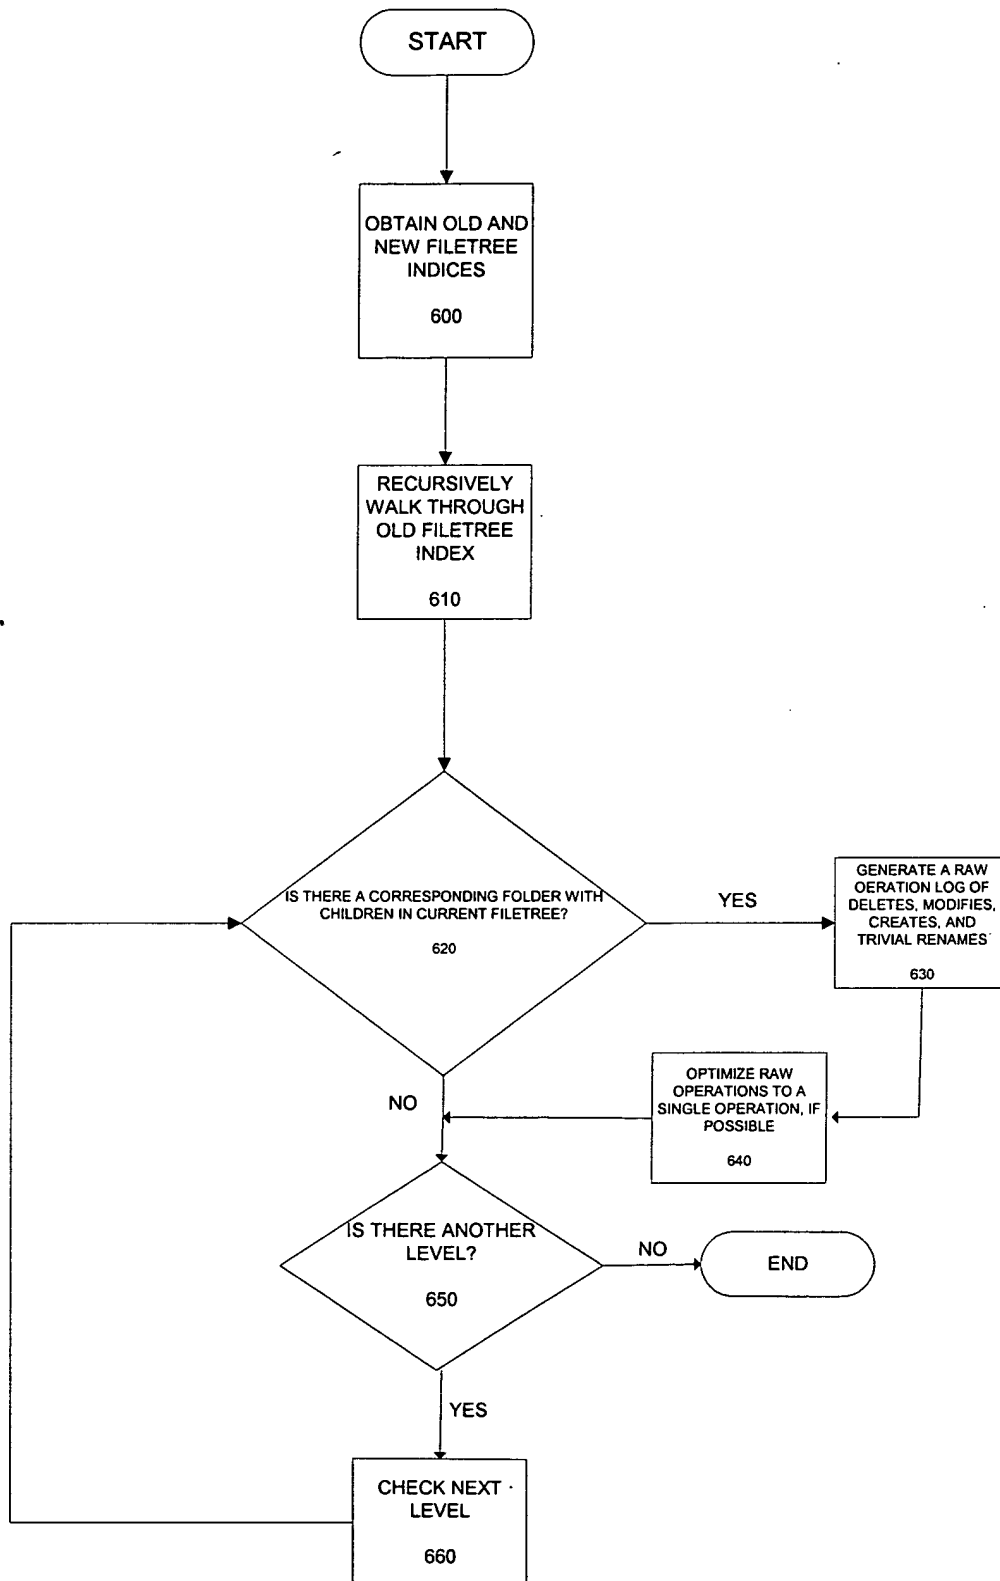 START
OBTAIN OLD AND
NEW FILETREE
INDICES
600
RECURSIVELY
WALK THROUGH
OLD FILETREE
INDEX
610
IS THERE A CORRESPONDING FOLDER WITH
CHILDREN IN CURRENT FILETREE?
620
YES
GENERATE A RAW
OERATION LOG OF
DELETES, MODIFIES,
CREATES, AND
TRIVIAL RENAMES
630
OPTIMIZE RAW
OPERATIONS TO A
SINGLE OPERATION, IF
POSSIBLE
640
NO
IS THERE ANOTHER
LEVEL?
650
NO
END
YES
CHECK NEXT
LEVEL
660